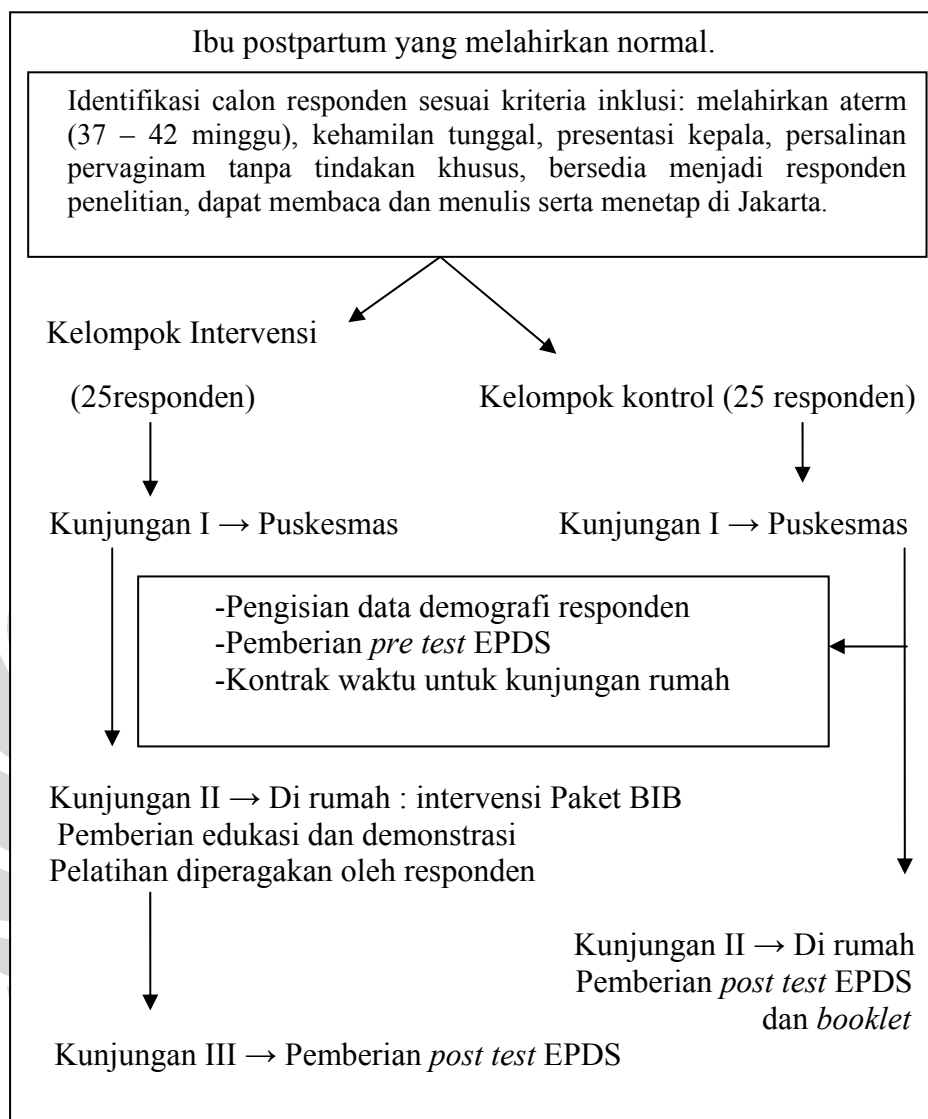 Ibu postpartum yang melahirkan normal.
Identifikasi calon responden sesuai kriteria inklusi: melahirkan aterm
(37 – 42 minggu), kehamilan tunggal, presentasi kepala, persalinan
pervaginam tanpa tindakan khusus, bersedia menjadi responden
penelitian, dapat membaca dan menulis serta menetap di Jakarta.
Kelompok Intervensi
(25responden)
Kelompok kontrol (25 responden)
Kunjungan I → Puskesmas
Kunjungan I → Puskesmas
-Pengisian data demografi responden
-Pemberian pre test EPDS
-Kontrak waktu untuk kunjungan rumah
Kunjungan II → Di rumah : intervensi Paket BIB
Pemberian edukasi dan demonstrasi
Pelatihan diperagakan oleh responden
Kunjungan II → Di rumah
Pemberian post test EPDS
dan booklet
Kunjungan III → Pemberian post test EPDS